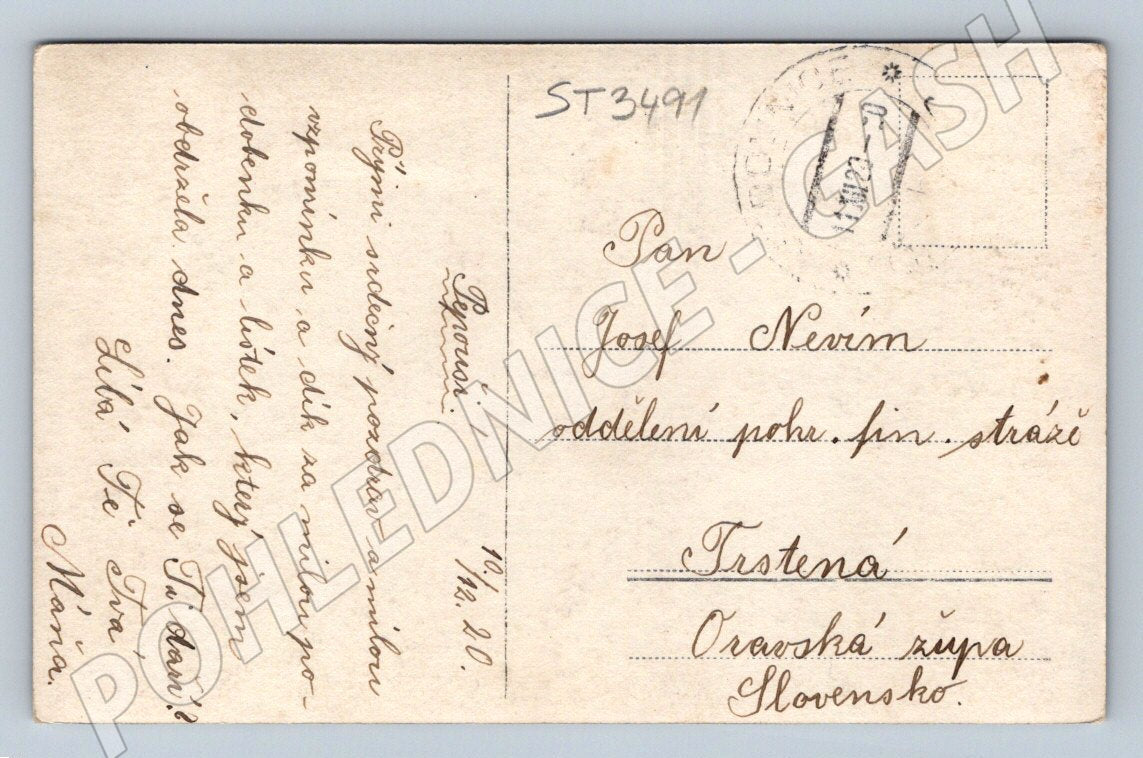 ST3491
Pepousi!
10/12. 20.
Přijmi srdečný pozdrav a milou
vzpomínku a dík za milou po-
dobenku a lístek, který jsem
obdržela dnes. Jak se Ti daří?
Líbá Tě Tvá
Máňa.
Pan
Josef Nevím
oddělení pohr. fin. stráže
Trstená
Oravská župa
Slovensko.
POHLEDNICE - CASH